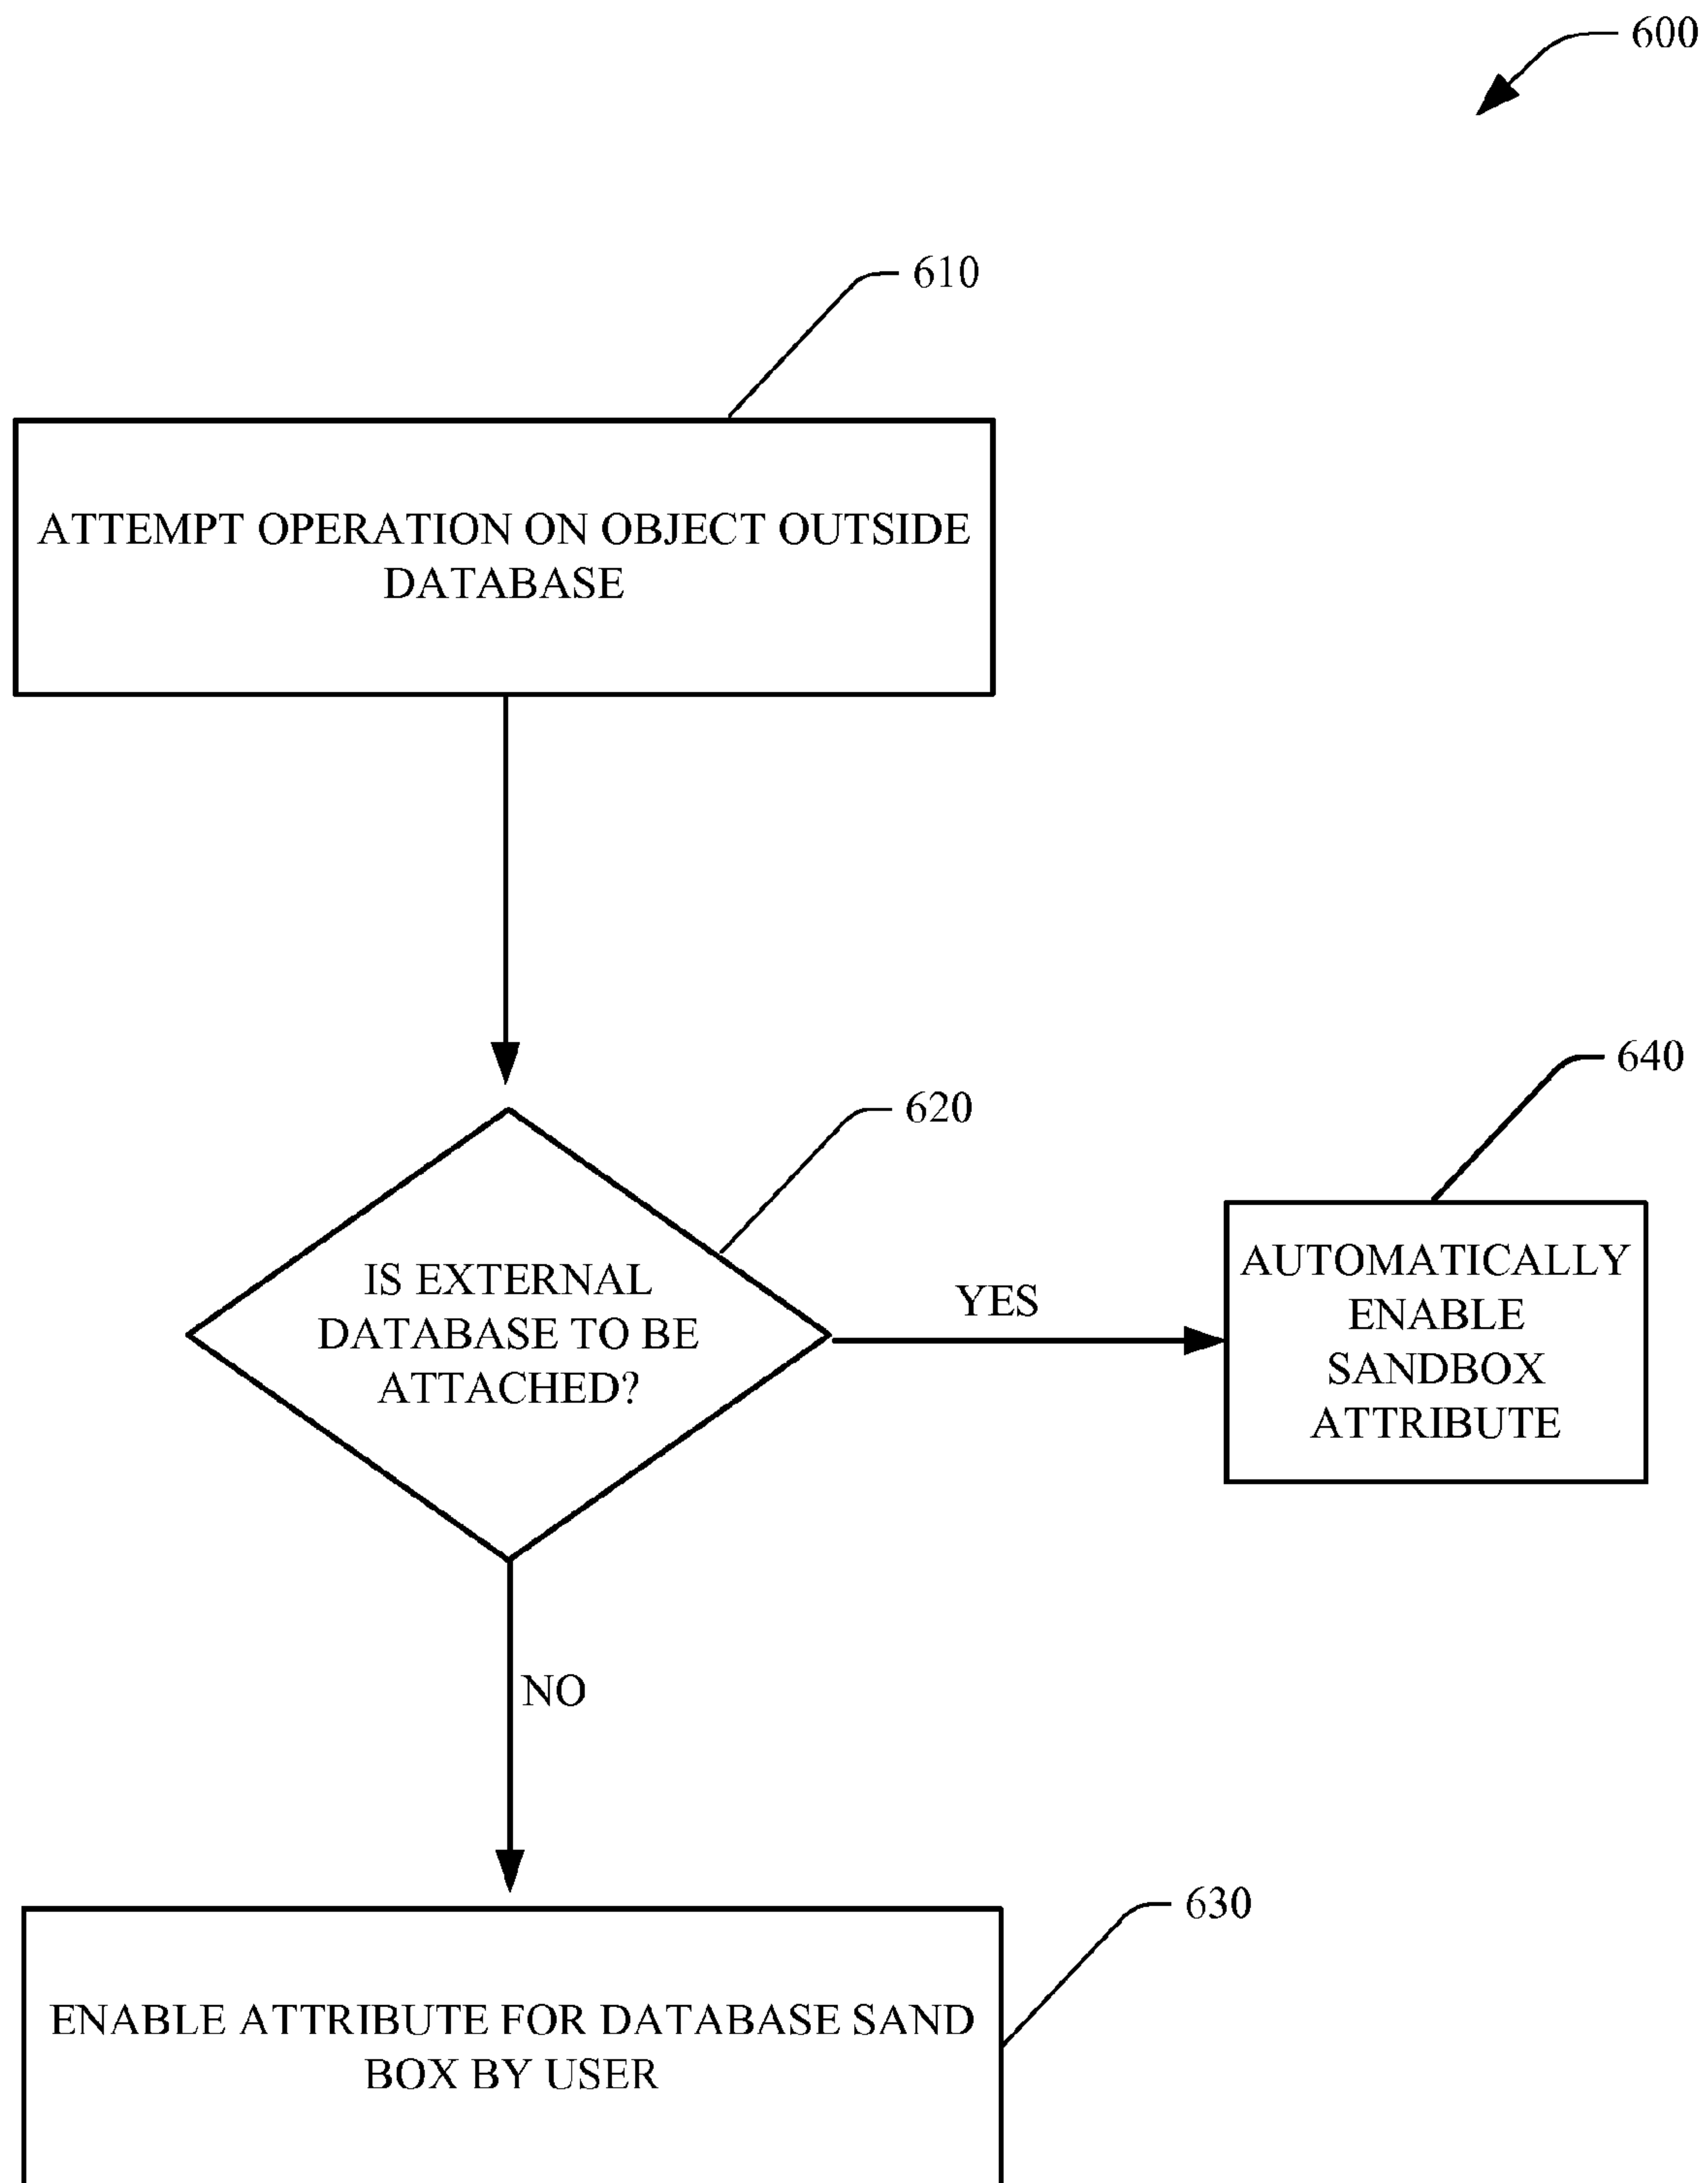 600
610
ATTEMPT OPERATION ON OBJECT OUTSIDE
DATABASE
620
640
IS EXTERNAL
DATABASE TO BE
ATTACHED?
YES
AUTOMATICALLY
ENABLE
SANDBOX
ATTRIBUTE
NO
630
ENABLE ATTRIBUTE FOR DATABASE SAND
BOX BY USER